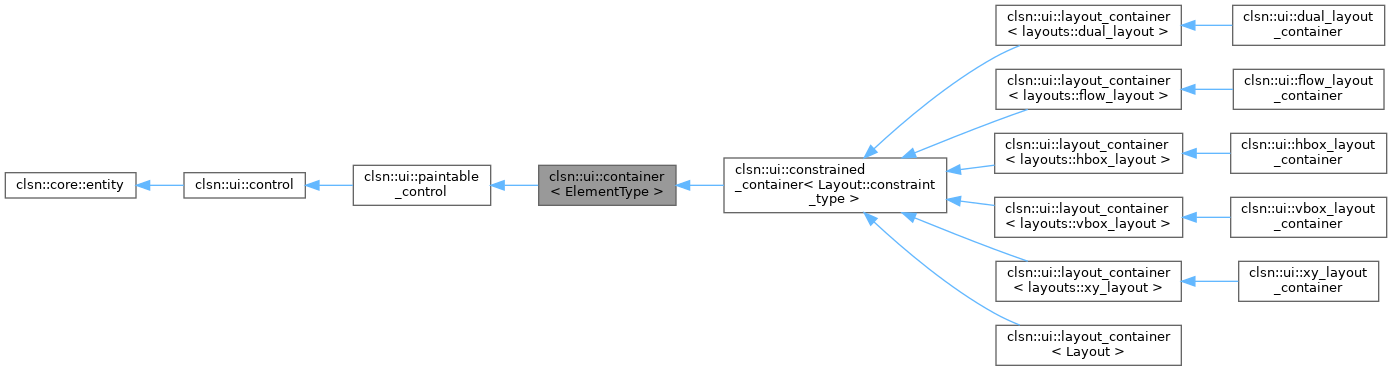 clsn::core::entity
clsn::ui::control
clsn::ui::paintable
_control
clsn::ui::container
< ElementType >
clsn::ui::constrained
_container< Layout::constraint
_type >
clsn::ui::layout_container
< layouts::dual_layout >
clsn::ui::dual_layout
_container
clsn::ui::layout_container
< layouts::flow_layout >
clsn::ui::flow_layout
_container
clsn::ui::layout_container
< layouts::hbox_layout >
clsn::ui::hbox_layout
_container
clsn::ui::layout_container
< layouts::vbox_layout >
clsn::ui::vbox_layout
_container
clsn::ui::layout_container
< layouts::xy_layout >
clsn::ui::xy_layout
_container
clsn::ui::layout_container
< Layout >